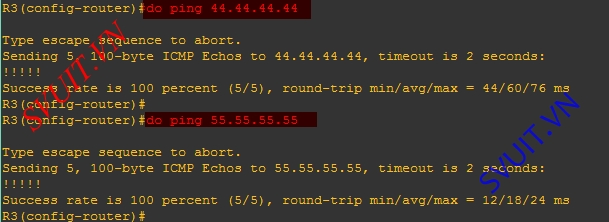 R3(config-router)#do ping 44.44.44.44
Type escape sequence to abort.
Sending 5, 100-byte ICMP Echos to 44.44.44.44, timeout is 2 seconds:
!!!!!
Success rate is 100 percent (5/5), round-trip min/avg/max = 44/60/76 ms
R3(config-router)#
R3(config-router)#do ping 55.55.55.55
Type escape sequence to abort.
Sending 5, 100-byte ICMP Echos to 55.55.55.55, timeout is 2 seconds:
!!!!!
Success rate is 100 percent (5/5), round-trip min/avg/max = 12/18/24 ms
R3(config-router)#
SVUIT.VN
SVUIT.VN